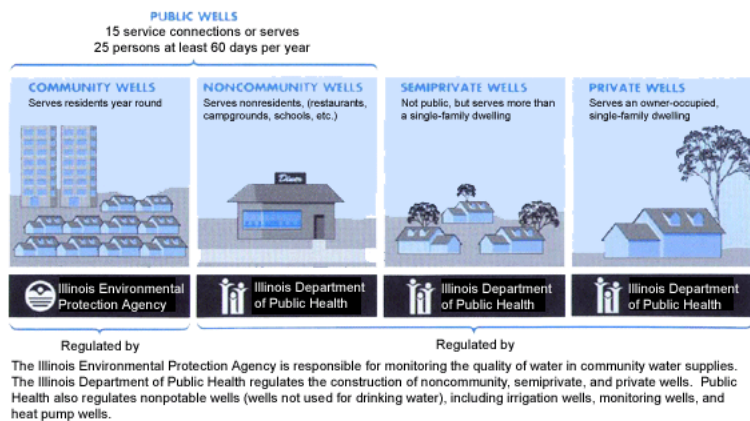 PUBLIC WELLS
15 service connections or serves
25 persons at least 60 days per year
COMMUNITY WELLS
Serves residents year round
NONCOMMUNITY WELLS
Serves nonresidents, (restaurants,
campgrounds, schools, etc.)
SEMIPRIVATE WELLS
Not public, but serves more than
a single-family dwelling
PRIVATE WELLS
Serves an owner-occupied,
single-family dwelling
Diner
Illinois Environmental
Protection Agency
Illinois Department
of Public Health
Illinois Department
of Public Health
Illinois Department
of Public Health
Regulated by
Regulated by
The Illinois Environmental Protection Agency is responsible for monitoring the quality of water in community water supplies.
The Illinois Department of Public Health regulates the construction of noncommunity, semiprivate, and private wells. Public
Health also regulates nonpotable wells (wells not used for drinking water), including irrigation wells, monitoring wells, and
heat pump wells.